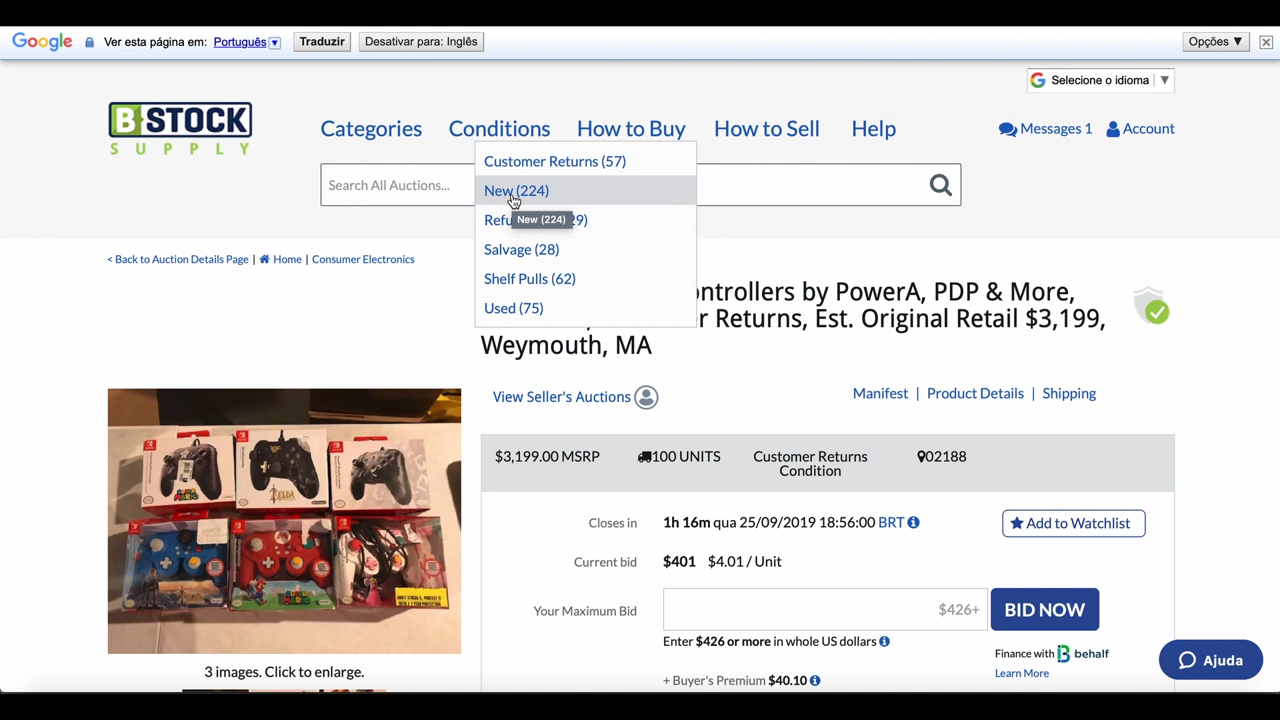 Google Ver esta página em: Português Traduzir Desativar para: Inglês Opções
Selecione o idioma
B-STOCK
SUPPLY
Categories Conditions How to Buy How to Sell Help Messages 1 Account
Search All Auctions...
Customer Returns (57)
New (224)
New (224)
Salvage (28)
Shelf Pulls (62)
Used (75)
< Back to Auction Details Page | Home | Consumer Electronics
by PowerA, PDP & More,
Returns, Est. Original Retail $3,199,
Weymouth, MA
View Seller's Auctions
Manifest | Product Details | Shipping
$3,199.00 MSRP 100 UNITS Customer Returns 02188
Condition
Closes in 1h 16m qua 25/09/2019 18:56:00 BRT Add to Watchlist
Current bid $401 $4.01 / Unit
Your Maximum Bid $426+ BID NOW
Enter $426 or more in whole US dollars
Finance with behalf
Learn More
+ Buyer's Premium $40.10
Ajuda
3 images. Click to enlarge.